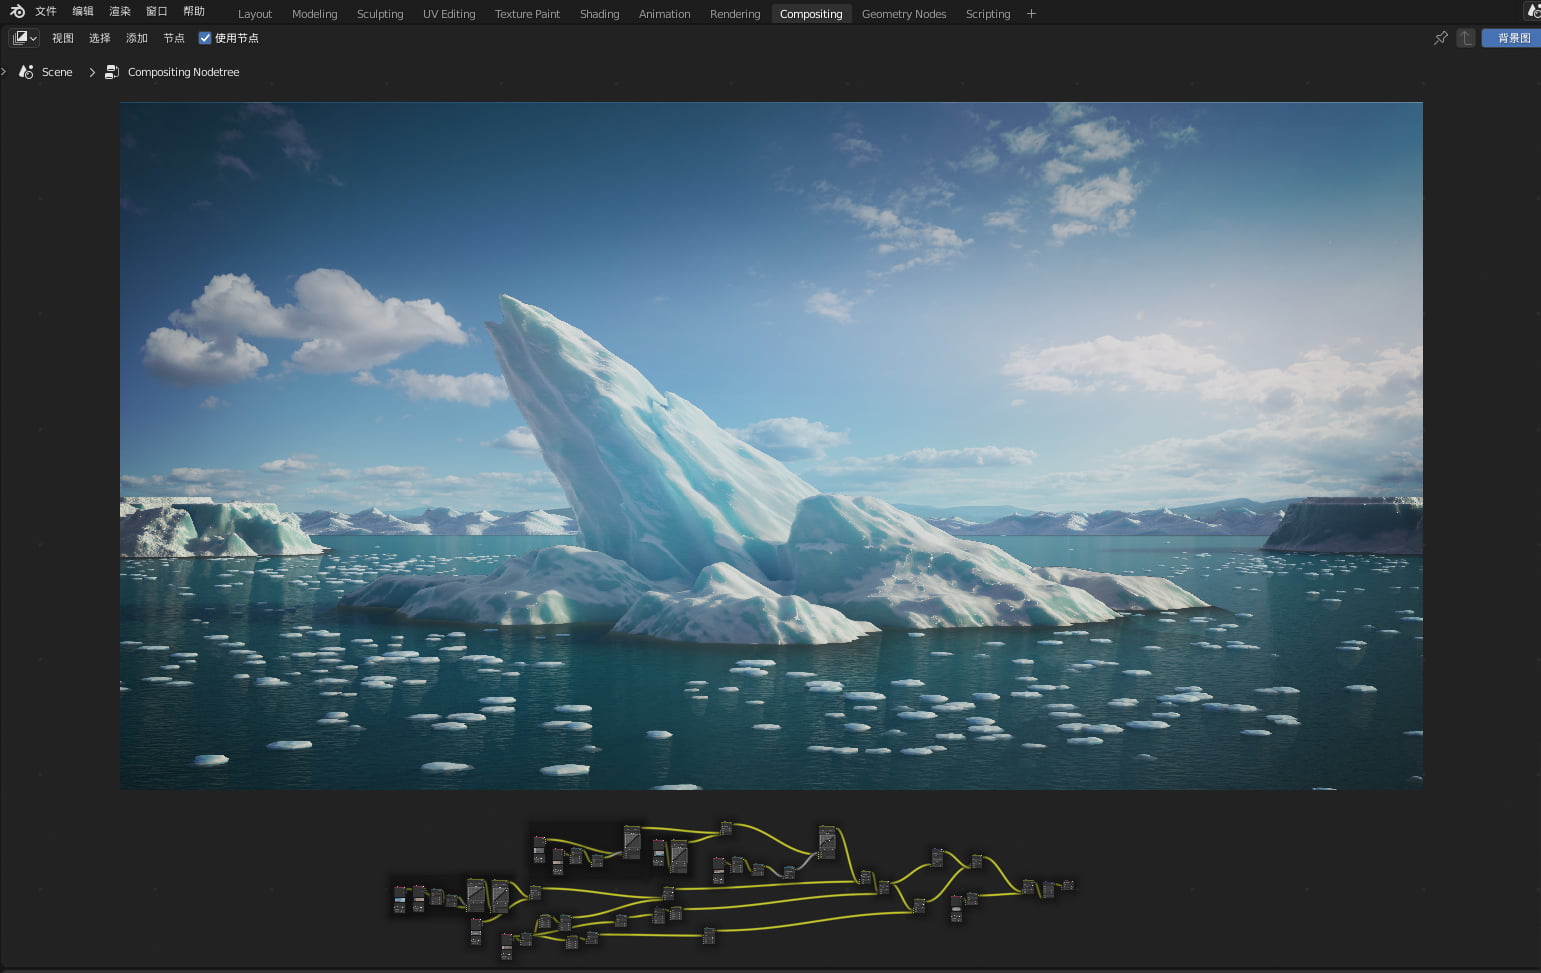 文件 编辑 渲染 窗口 帮助 Layout Modeling Sculpting UV Editing Texture Paint Shading Animation Rendering Compositing Geometry Nodes Scripting +
视图 选择 添加 节点 使用节点 背景图
Scene > Compositing Nodetree